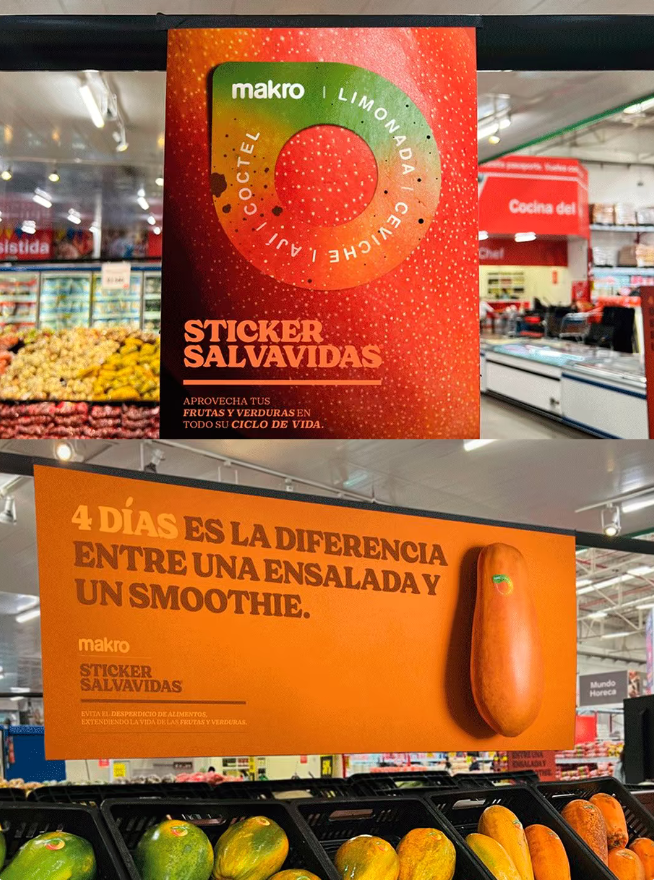 makro | LIMONADA | CEVICHE | AJÍ | COCTEL
STICKER
SALVAVIDAS
APROVECHA TUS
FRUTAS Y VERDURAS EN
TODO SU CICLO DE VIDA.
sistida
Cocina del
Chef
4 DÍAS ES LA DIFERENCIA
ENTRE UNA ENSALADA Y
UN SMOOTHIE.
makro
STICKER
SALVAVIDAS
EVITA EL DESPERDICIO DE ALIMENTOS,
EXTENDIENDO LA VIDA DE LAS FRUTAS Y VERDURAS.
Mundo
Horeca